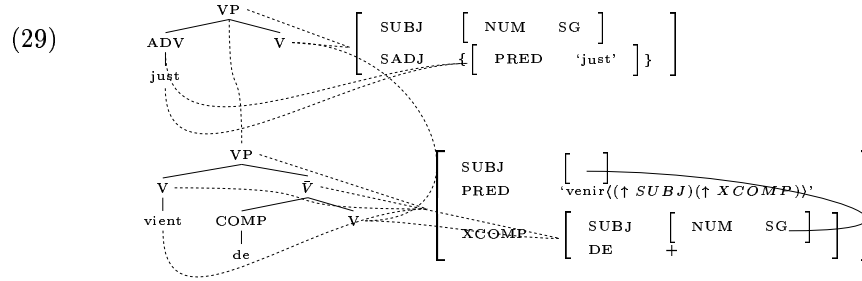 (29)
VP
ADV V
just
SUBJ [ NUM SG ]
SADJ {[ PRED ‘just’ ]}
VP
V V̄
vient COMP V
de
SUBJ [ ]
PRED ‘venir⟨(↑ SUBJ)(↑ XCOMP)⟩’
XCOMP [ SUBJ [ NUM SG ]
DE + ]